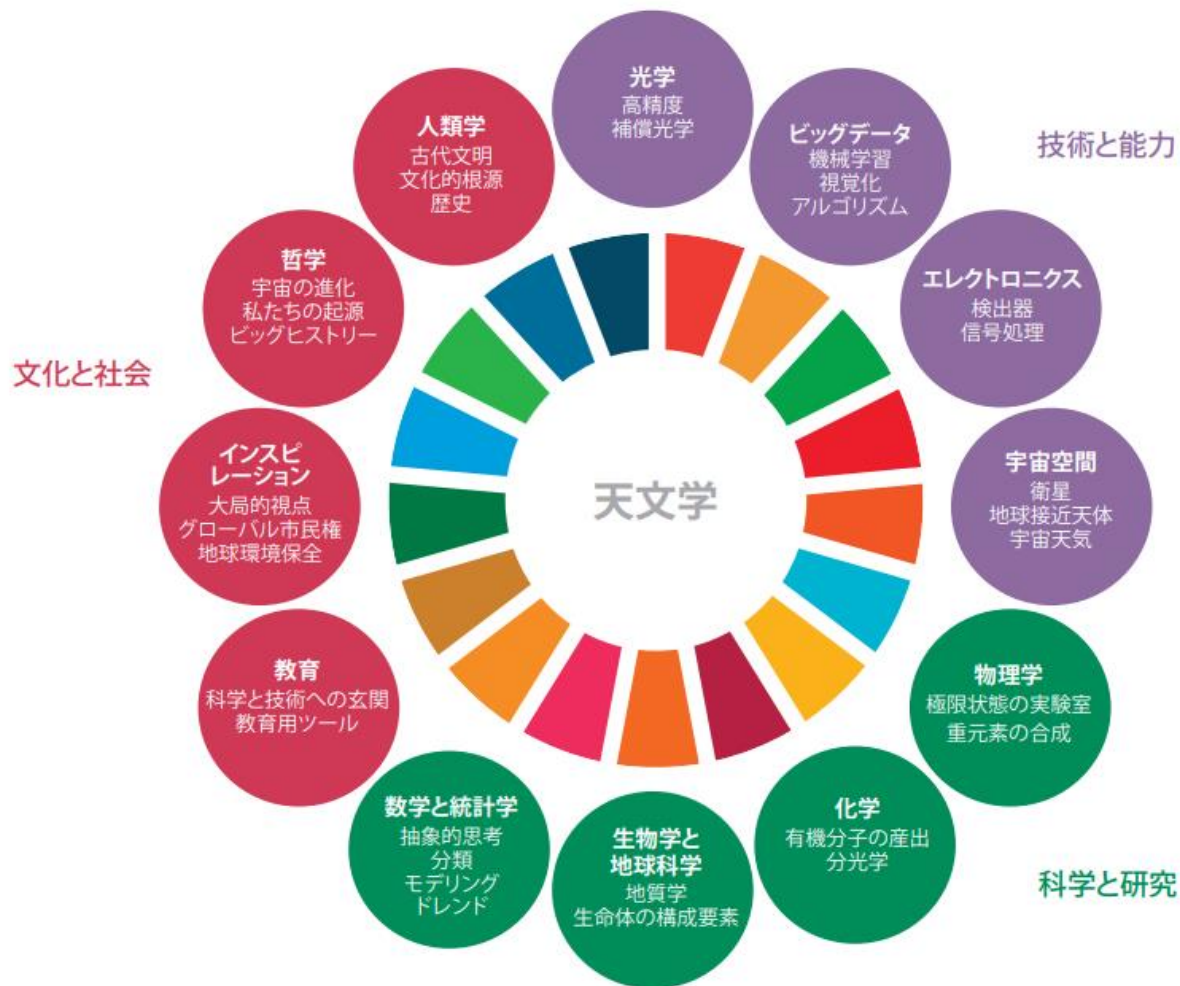 光学
高精度
補償光学
ビッグデータ
機械学習
視覚化
アルゴリズム
技術と能力
エレクトロニクス
検出器
信号処理
宇宙空間
衛星
地球接近天体
宇宙天気
物理学
極限状態の実験室
重元素の合成
化学
有機分子の産出
分光学
科学と研究
生物学と
地球科学
地質学
生命体の構成要素
数学と統計学
抽象的思考
分類
モデリング
ドレンド
教育
科学と技術への玄関
教育用ツール
インスピ
レーション
大局的視点
グローバル市民権
地球環境保全
文化と社会
哲学
宇宙の進化
私たちの起源
ビッグヒストリー
人類学
古代文明
文化的根源
歴史
天文学